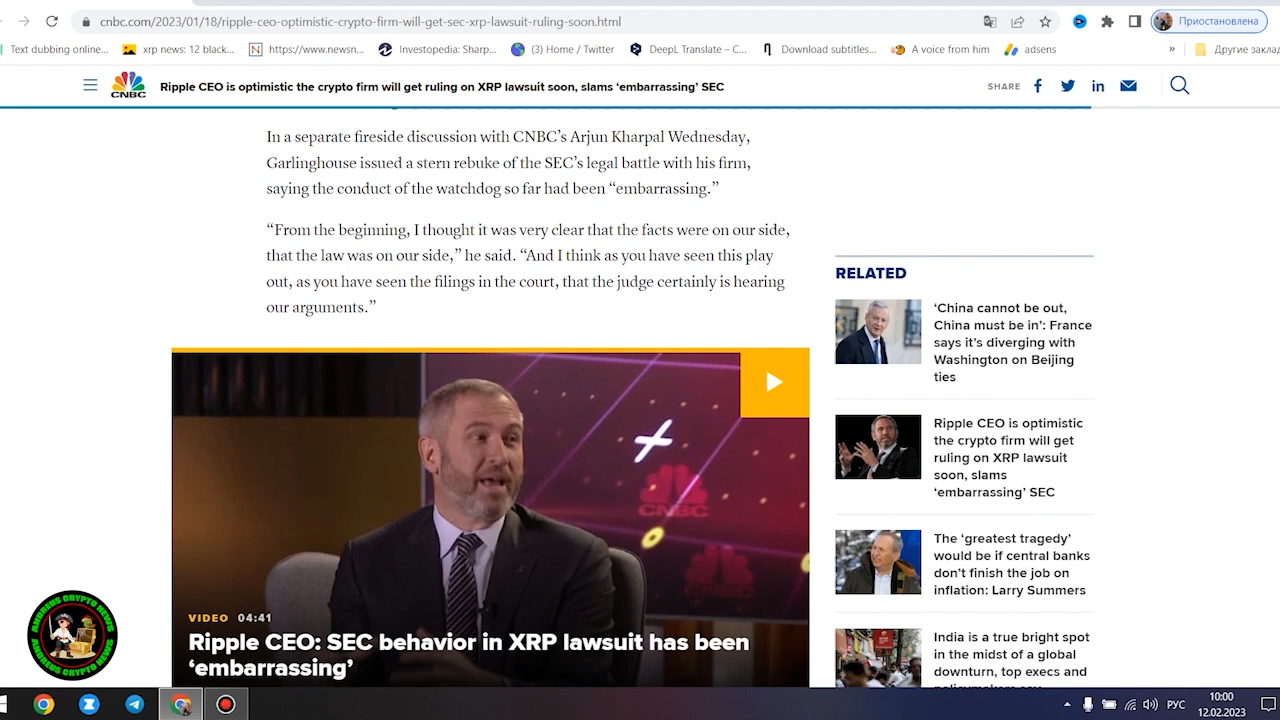 cnbc.com/2023/01/18/ripple-ceo-optimistic-crypto-firm-will-get-sec-xrp-lawsuit-ruling-soon.html
Приостановлена
Text dubbing online...
xrp news: 12 black...
https://www.newsn...
Investopedia: Sharp...
(3) Home / Twitter
DeepL Translate – C...
Download subtitles...
A voice from him
adsens
»
Другие заклад
CNBC
Ripple CEO is optimistic the crypto firm will get ruling on XRP lawsuit soon, slams ‘embarrassing’ SEC
SHARE
In a separate fireside discussion with CNBC’s Arjun Kharpal Wednesday,
Garlinghouse issued a stern rebuke of the SEC’s legal battle with his firm,
saying the conduct of the watchdog so far had been “embarrassing.”
“From the beginning, I thought it was very clear that the facts were on our side,
that the law was on our side,” he said. “And I think as you have seen this play
out, as you have seen the filings in the court, that the judge certainly is hearing
our arguments.”
CNBC
VIDEO 04:41
Ripple CEO: SEC behavior in XRP lawsuit has been
‘embarrassing’
RELATED
‘China cannot be out,
China must be in’: France
says it’s diverging with
Washington on Beijing
ties
Ripple CEO is optimistic
the crypto firm will get
ruling on XRP lawsuit
soon, slams
‘embarrassing’ SEC
The ‘greatest tragedy’
would be if central banks
don’t finish the job on
inflation: Larry Summers
India is a true bright spot
in the midst of a global
downturn, top execs and
policymakers say
ANDREUS CRYPTO NEWS
ANDREUS CRYPTO NEWS
РУС
10:00
12.02.2023